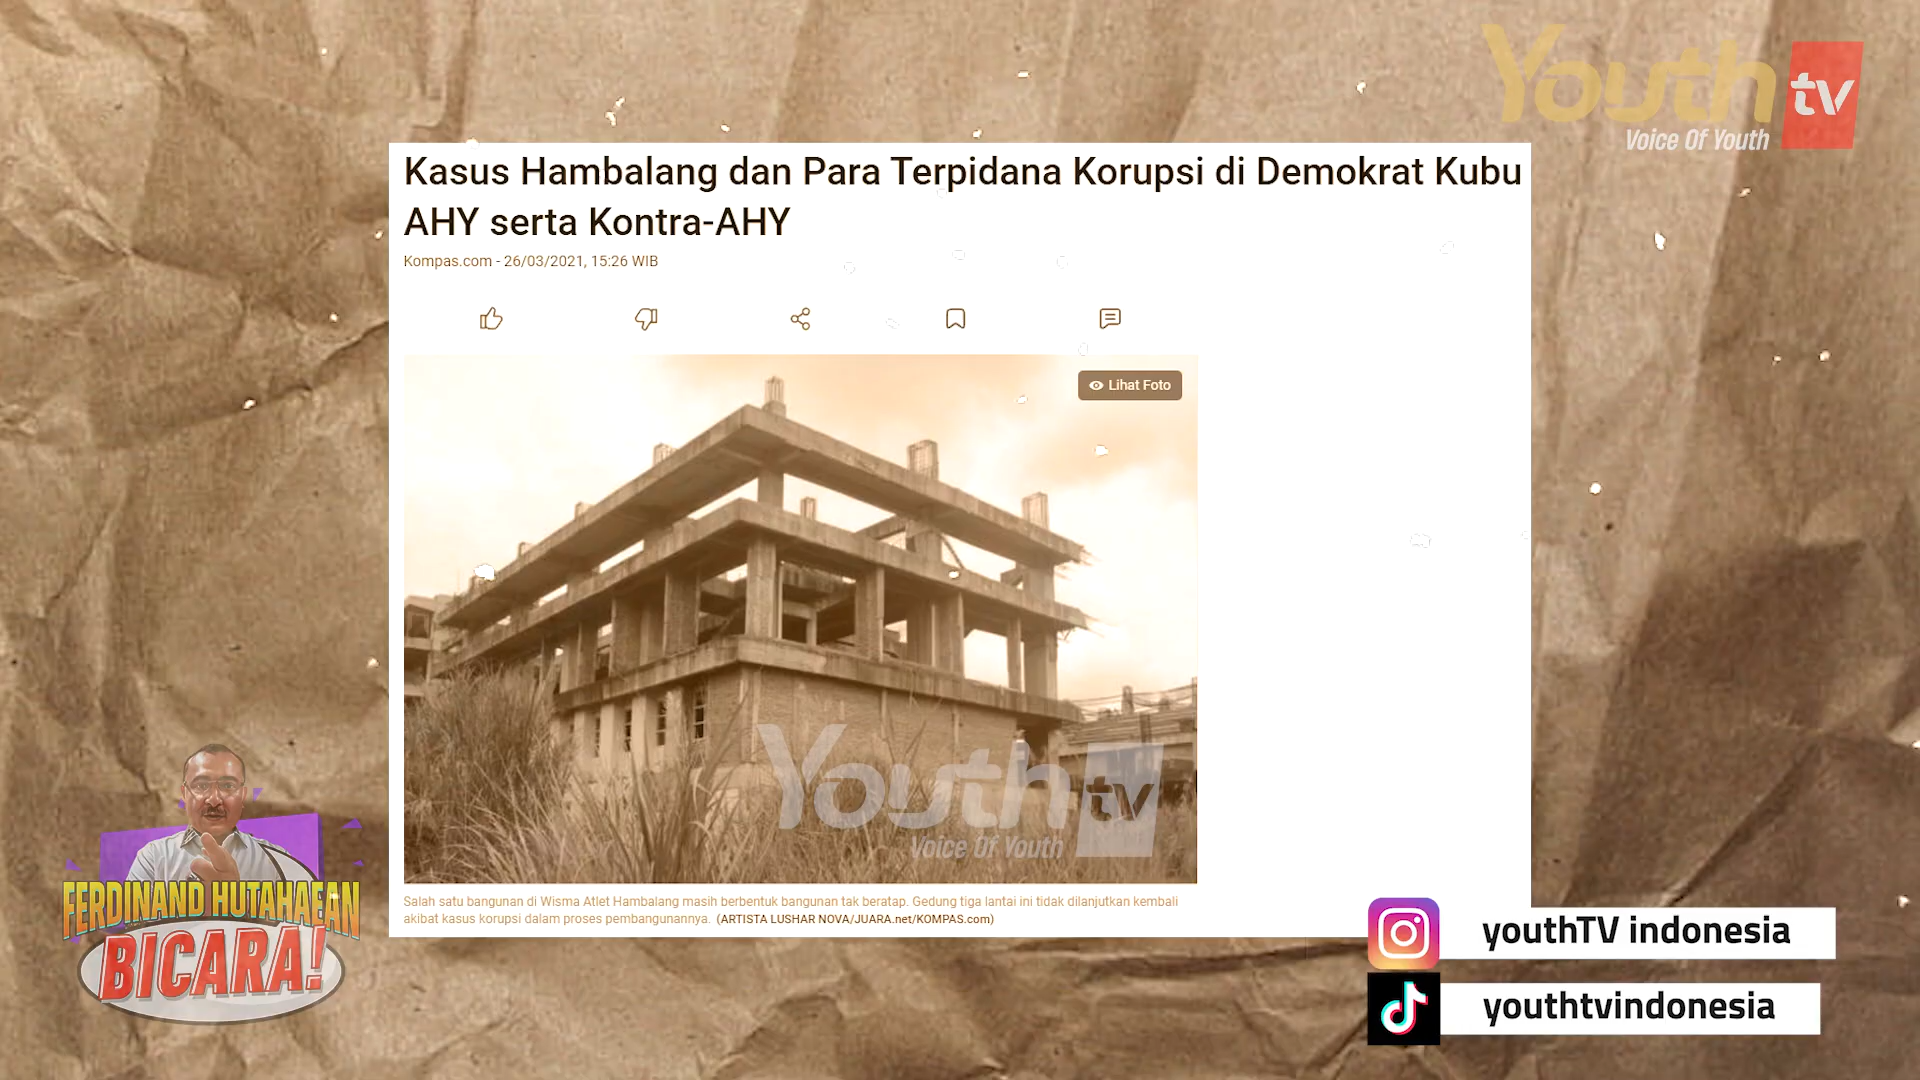 Youth tv
Voice Of Youth
Kasus Hambalang dan Para Terpidana Korupsi di Demokrat Kubu
AHY serta Kontra-AHY
Kompas.com - 26/03/2021, 15:26 WIB
Lihat Foto
Youth tv
Voice Of Youth
Salah satu bangunan di Wisma Atlet Hambalang masih berbentuk bangunan tak beratap. Gedung tiga lantai ini tidak dilanjutkan kembali
akibat kasus korupsi dalam proses pembangunannya. (ARTISTA LUSHAR NOVA/JUARA.net/KOMPAS.com)
FERDINAND HUTAHAEAN
BICARA!
youthTV indonesia
youthtvindonesia